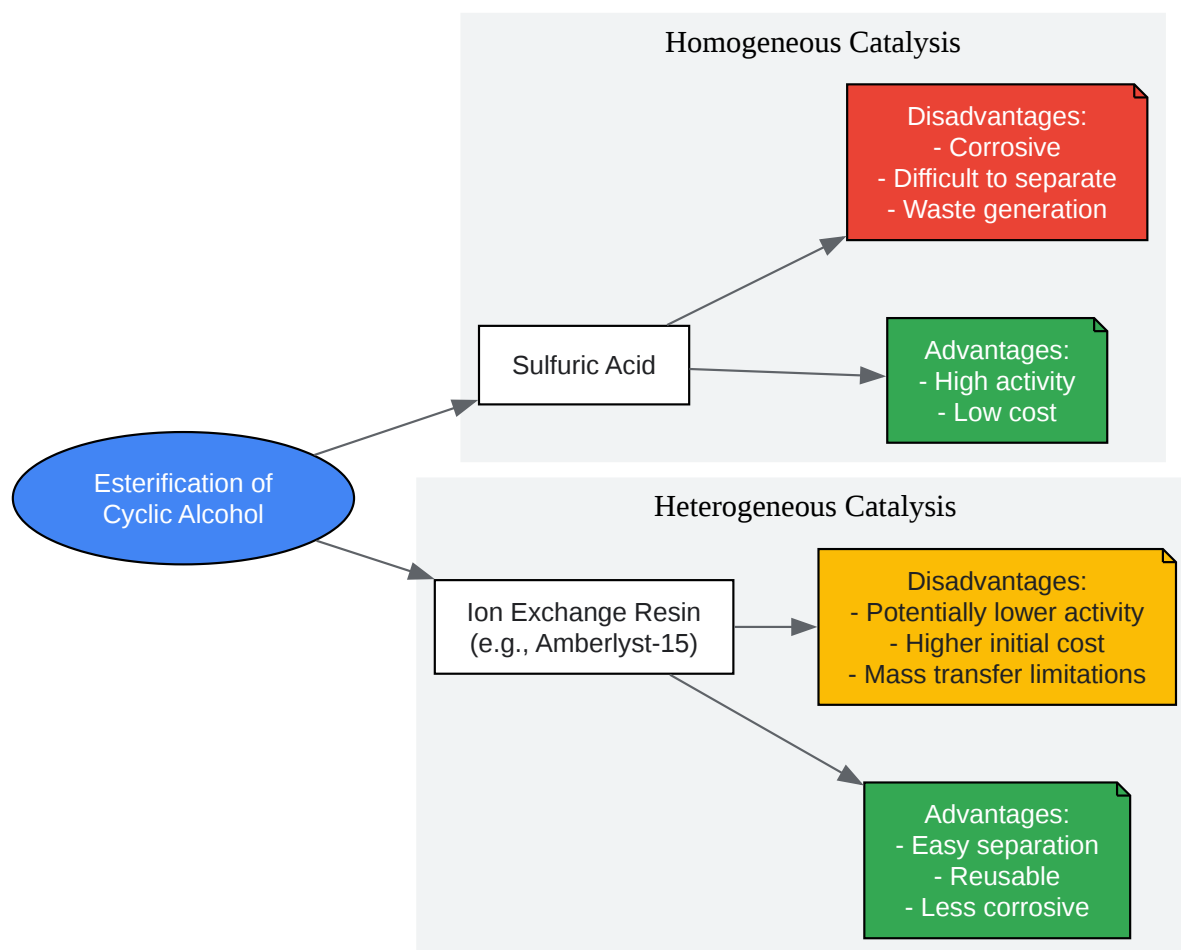 Homogeneous Catalysis
Disadvantages:
- Corrosive
- Difficult to separate
- Waste generation
Sulfuric Acid
Advantages:
- High activity
- Low cost
Esterification of
Cyclic Alcohol
Heterogeneous Catalysis
Ion Exchange Resin
(e.g., Amberlyst-15)
Disadvantages:
- Potentially lower activity
- Higher initial cost
- Mass transfer limitations
Advantages:
- Easy separation
- Reusable
- Less corrosive